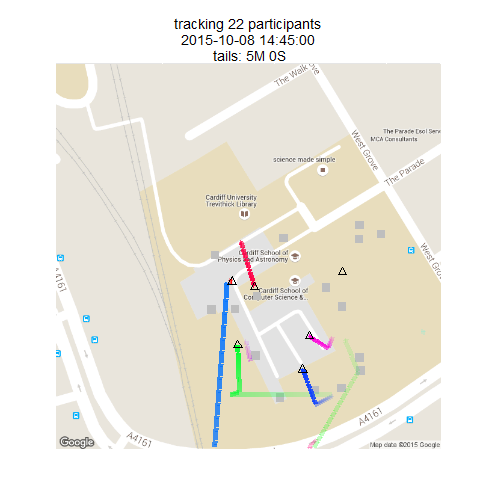 tracking 22 participants
2015-10-08 14:45:00
tails: 5M 0S
The Walk
West Grove
The Parade Esol Serv
MCA Consultants
science made simple
The Parade
Cardiff University
Trevithick Library
West Grove
Cardiff School of
Physics and Astronomy
Cardiff School of
Computer Science &...
A4161
A4161
A4161
Google
Map data ©2015 Google